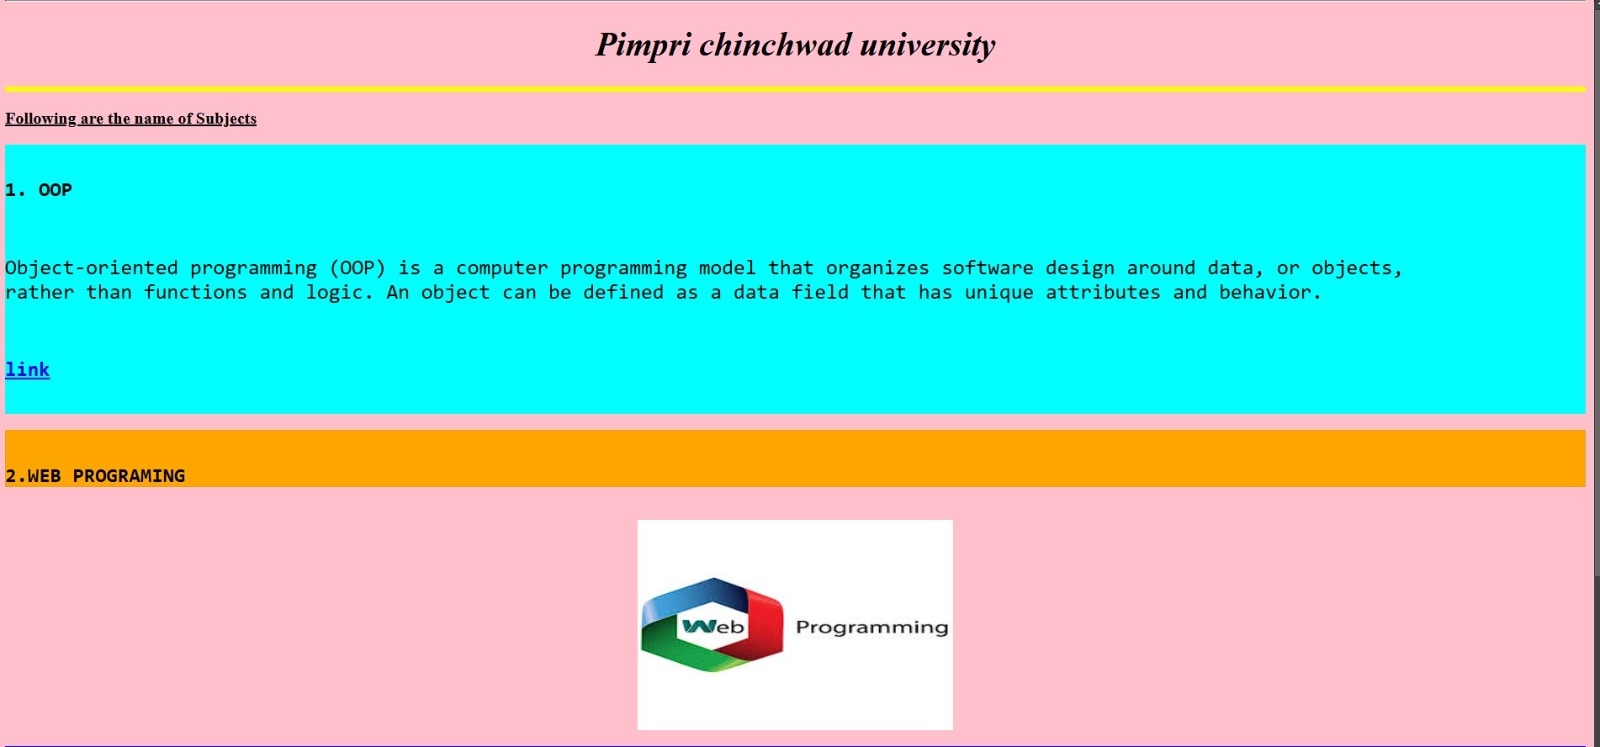 Pimpri chinchwad university
Following are the name of Subjects
1. OOP
Object-oriented programming (OOP) is a computer programming model that organizes software design around data, or objects,
rather than functions and logic. An object can be defined as a data field that has unique attributes and behavior.
link
2.WEB PROGRAMING
Web Programming